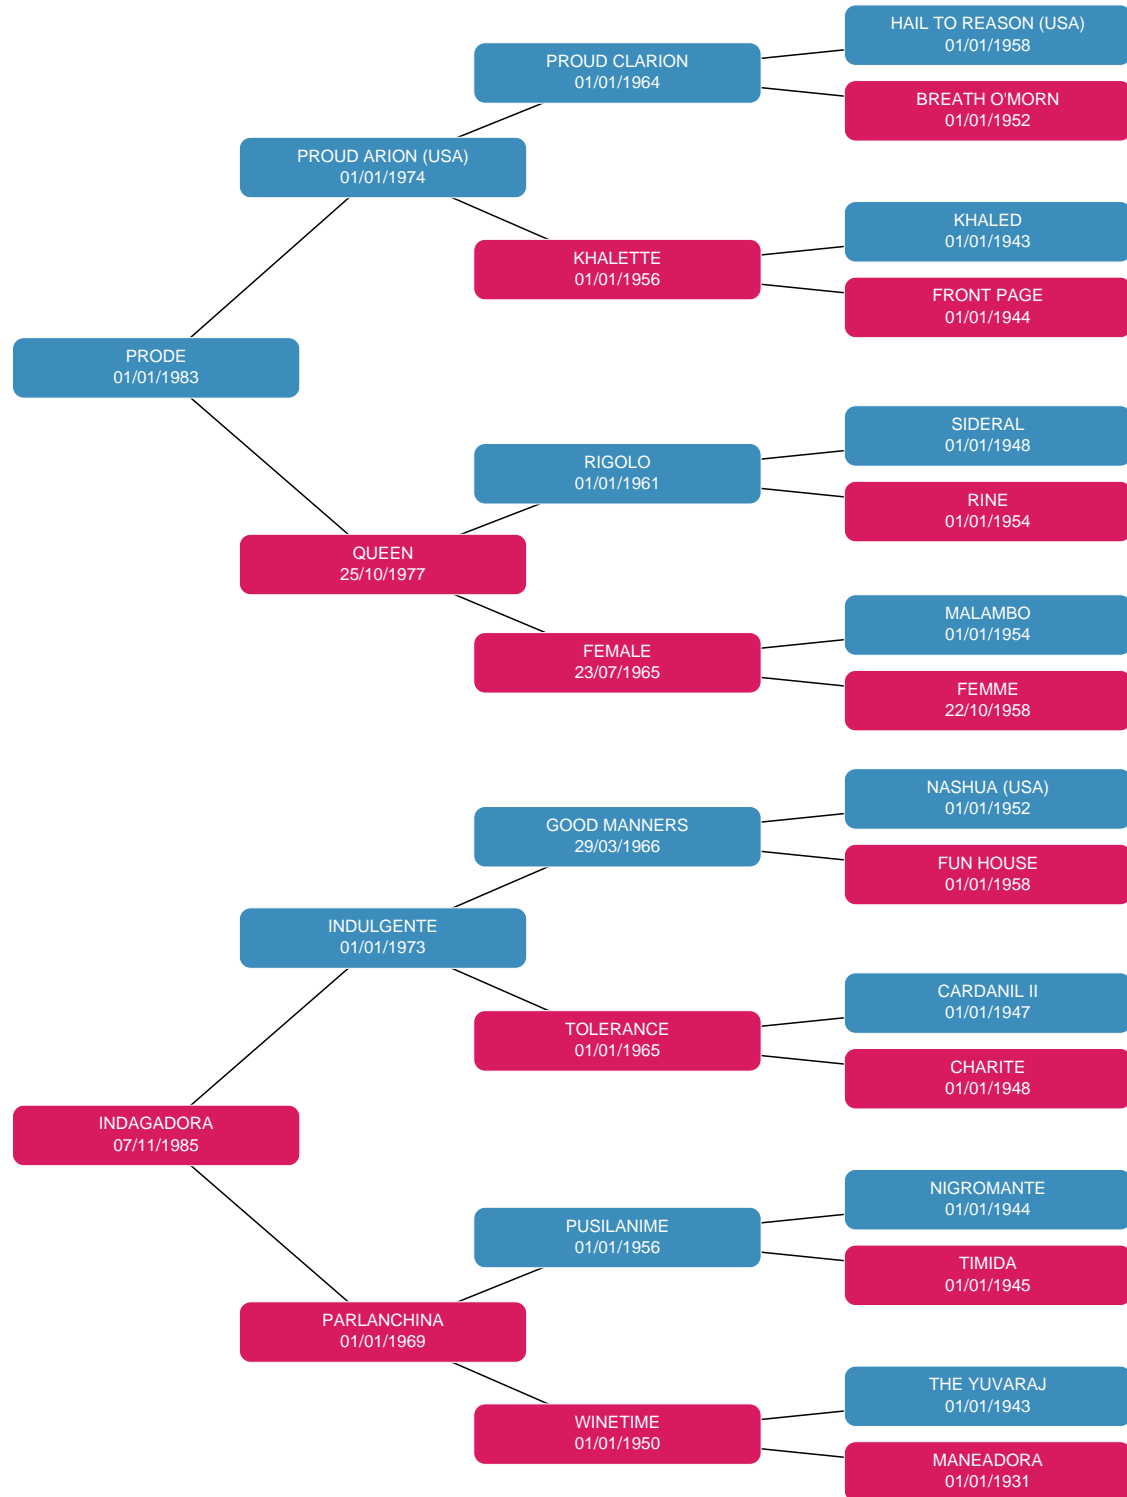 HAIL TO REASON (USA)
01/01/1958
PROUD CLARION
01/01/1964
BREATH O'MORN
01/01/1952
PROUD ARION (USA)
01/01/1974
KHALED
01/01/1943
KHALETTE
01/01/1956
FRONT PAGE
01/01/1944
PRODE
01/01/1983
SIDERAL
01/01/1948
RIGOLO
01/01/1961
RINE
01/01/1954
QUEEN
25/10/1977
MALAMBO
01/01/1954
FEMALE
23/07/1965
FEMME
22/10/1958
NASHUA (USA)
01/01/1952
GOOD MANNERS
29/03/1966
FUN HOUSE
01/01/1958
INDULGENTE
01/01/1973
CARDANIL II
01/01/1947
TOLERANCE
01/01/1965
CHARITE
01/01/1948
INDAGADORA
07/11/1985
NIGROMANTE
01/01/1944
PUSILANIME
01/01/1956
TIMIDA
01/01/1945
PARLANCHINA
01/01/1969
THE YUVARAJ
01/01/1943
WINETIME
01/01/1950
MANEADORA
01/01/1931